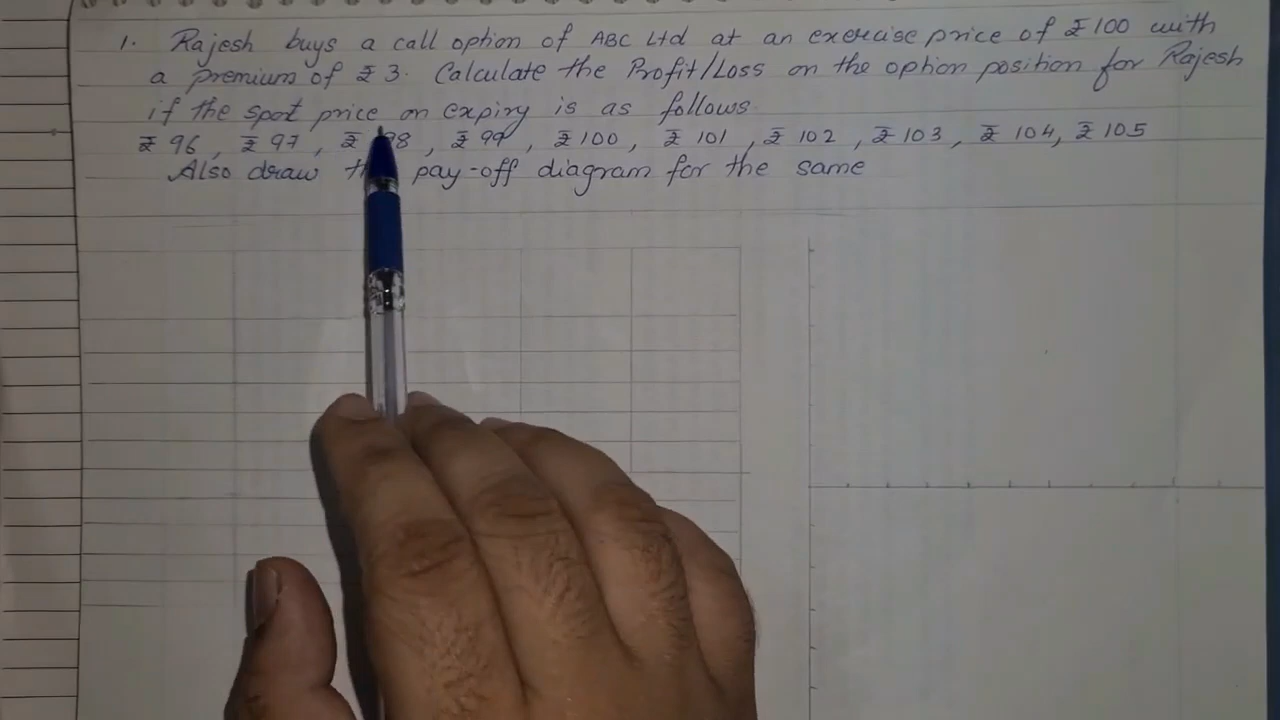 1. Rajesh buys a call option of ABC Ltd at an exercise price of ₹100 with
a premium of ₹3. Calculate the Profit/Loss on the option position for Rajesh
if the spot price on expiry is as follows
₹96, ₹97, ₹98, ₹99, ₹100, ₹101, ₹102, ₹103, ₹104, ₹105
Also draw pay-off diagram for the same